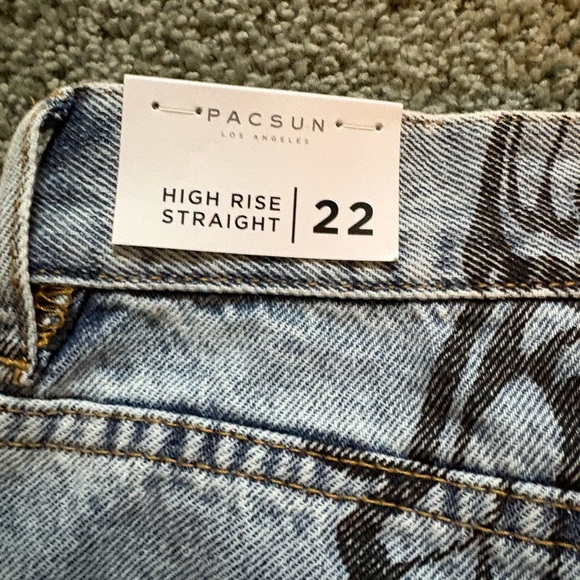 PACSUN
LOS ANGELES
HIGH RISE
STRAIGHT
22